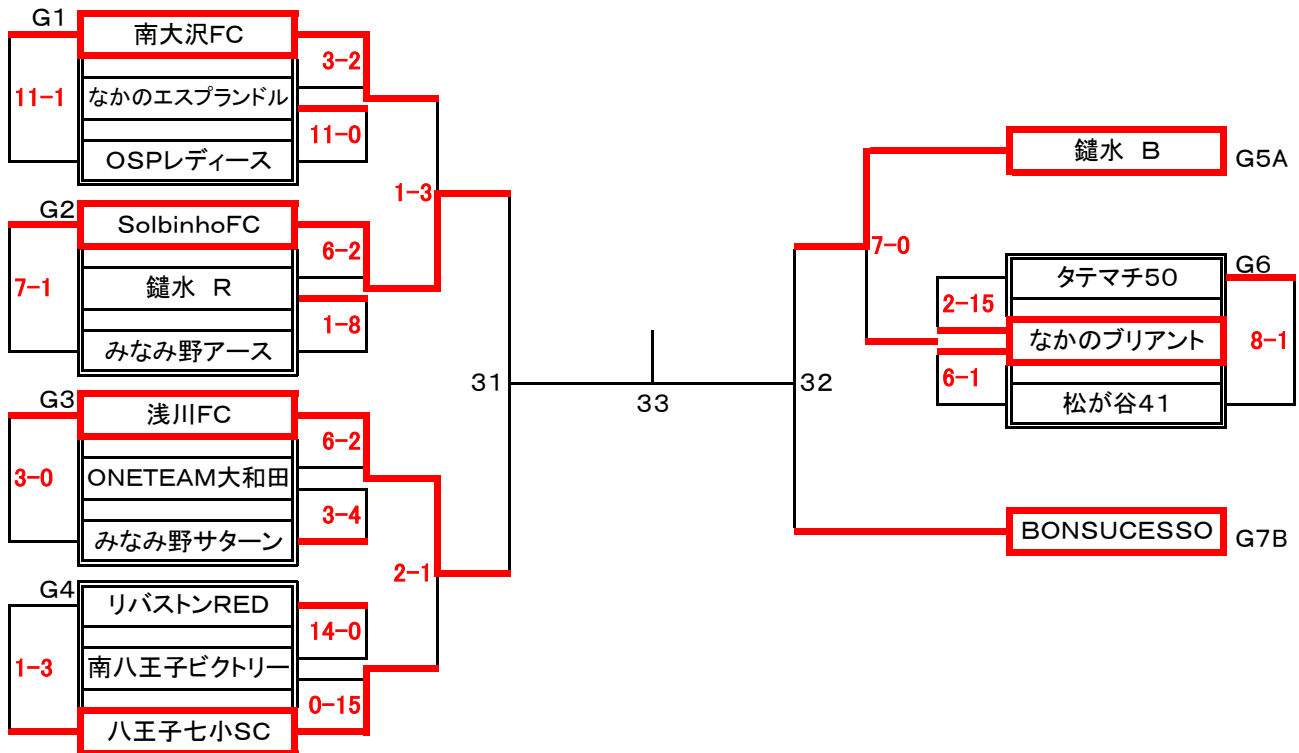 G1
南大沢FC
3-2
11-1
なかのエスプランドル
11-0
OSPレディース
1-3
G2
SolbinhoFC
6-2
7-1
鑓水 R
1-8
みなみ野アース
G3
浅川FC
6-2
3-0
ONETEAM大和田
3-4
みなみ野サターン
2-1
G4
リバストンRED
14-0
1-3
南八王子ビクトリー
0-15
八王子七小SC
31
33
32
鑓水 B
G5A
7-0
タテマチ50
G6
2-15
なかのブリアント
8-1
6-1
松が谷41
BONSUCESSO
G7B